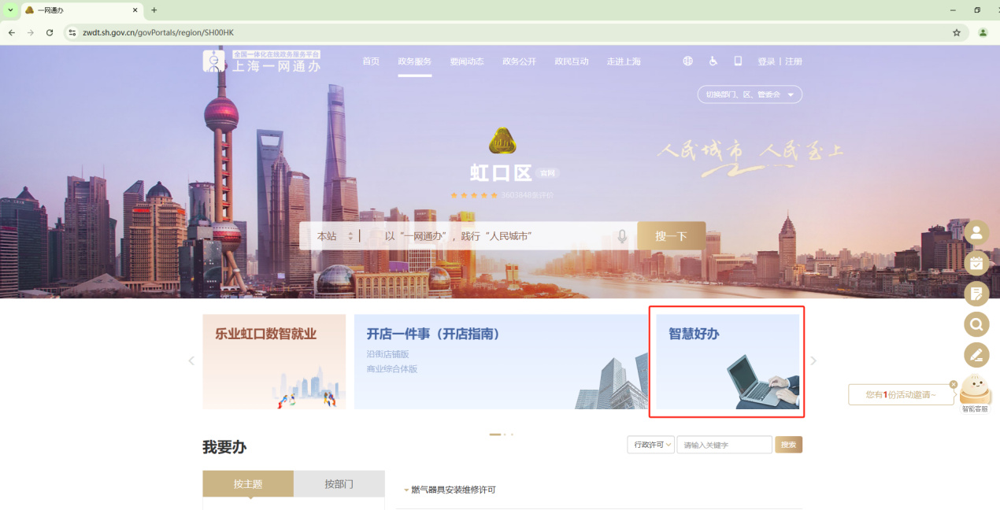 一网通办
zwdt.sh.gov.cn/govPortals/region/SH00HK
全国一体化在线政务服务平台
上海一网通办
首页 政务服务 要闻动态 政务公开 政民互动 走进上海 登录 | 注册
切换部门、区、管委会
人民城市 人民至上
虹口区 官网
3603848条评价
本站 以“一网通办”，践行“人民城市” 搜一下
乐业虹口数智就业
开店一件事（开店指南）
沿街店铺版
商业综合体版
智慧好办
您有1份活动邀请~
智能客服
我要办
行政许可 请输入关键字 搜索
按主题 按部门
燃气器具安装维修许可